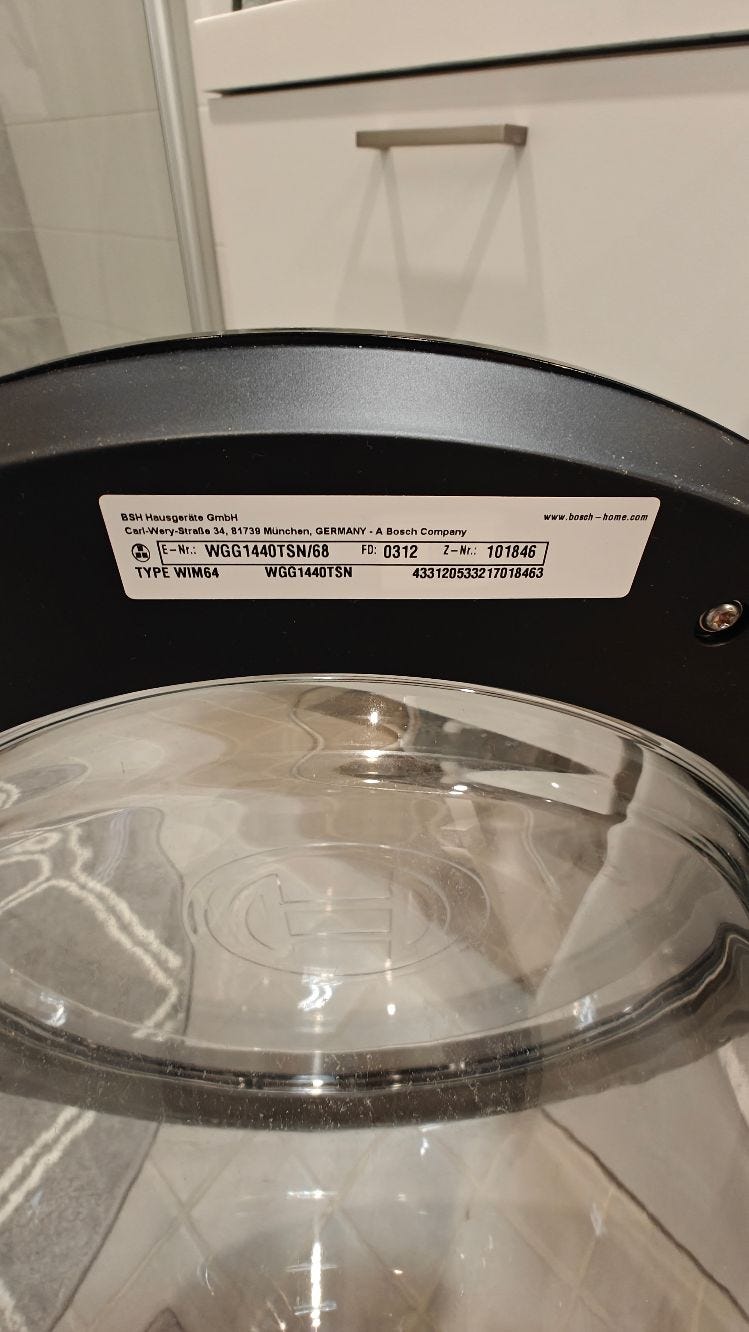 BSH Hausgeräte GmbH www.bosch-home.com
Carl-Wery-Straße 34, 81739 München, GERMANY - A Bosch Company
E-Nr.: WGG1440TSN/68 FD: 0312 Z-Nr.: 101846
TYPE WIM64 WGG1440TSN 433120533217018463